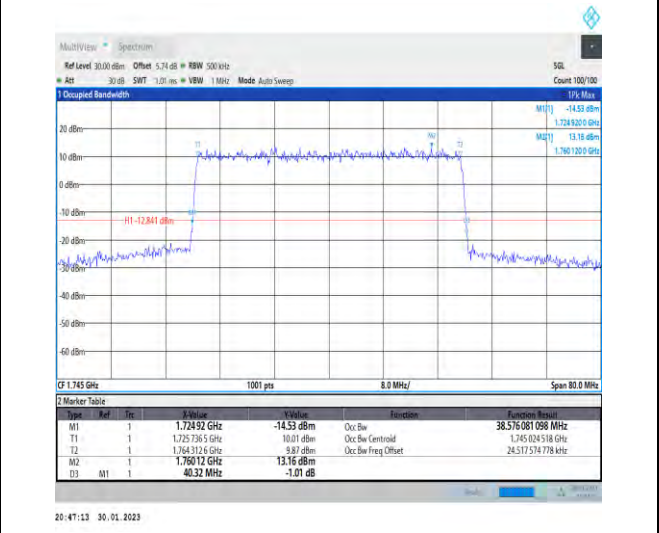 MultiView Spectrum
Ref Level 30.00 dBm Offset 5.74 dB RBW 500 kHz SGL
Att 30 dB SWT 1.01 ms VBW 1 MHz Mode Auto Sweep Count 100/100
1 Occupied Bandwidth 1Pk Max
M1[1] -14.53 dBm
1.724 920 0 GHz
M2[1] 13.16 dBm
1.760 120 0 GHz
20 dBm
T1 M2 T2
10 dBm
0 dBm
-10 dBm
H1 -12.841 dBm
-20 dBm
-30 dBm
-40 dBm
-50 dBm
-60 dBm
CF 1.745 GHz 1001 pts 8.0 MHz/ Span 80.0 MHz
2 Marker Table
Type Ref Trc X-Value Y-Value Function Function Result
M1 1 1.724 92 GHz -14.53 dBm Occ Bw 38.576 081 098 MHz
T1 1 1.725 736 5 GHz 10.01 dBm Occ Bw Centroid 1.745 024 518 GHz
T2 1 1.764 312 6 GHz 9.87 dBm Occ Bw Freq Offset 24.517 574 778 kHz
M2 1 1.760 12 GHz 13.16 dBm
D3 M1 1 40.32 MHz -1.01 dB
20:47:13 30.01.2023